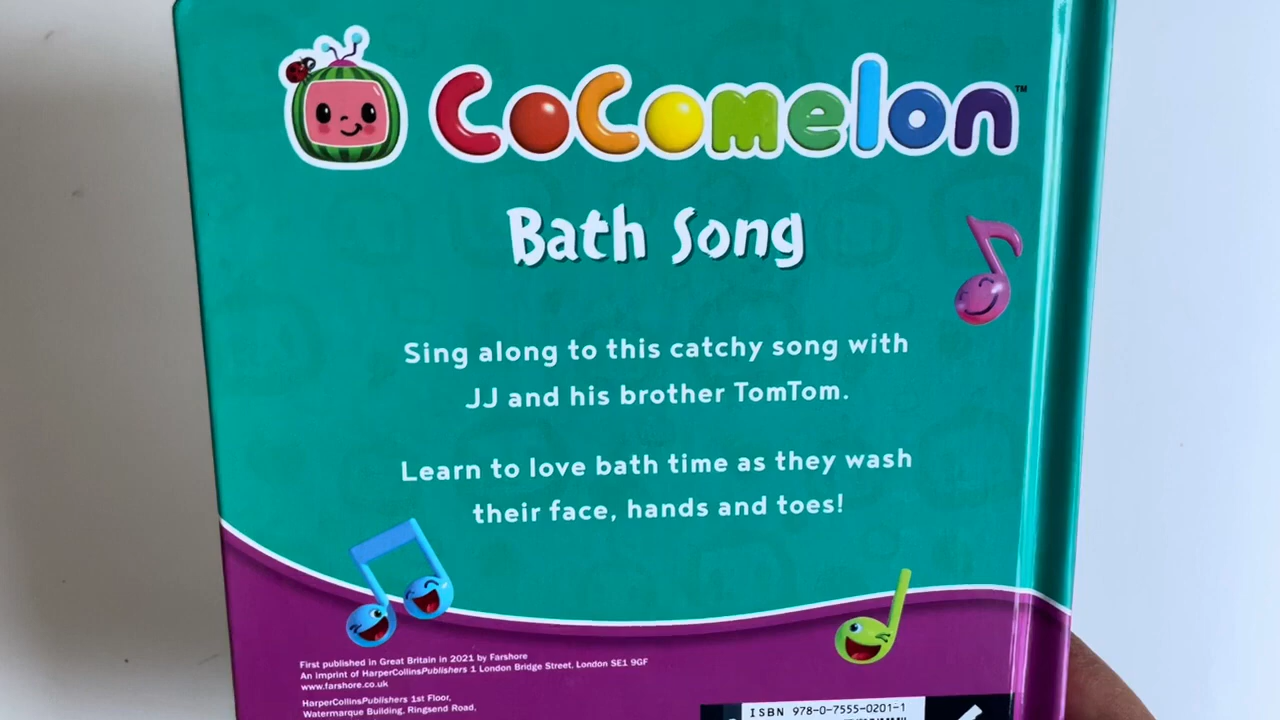 CoComelon™
Bath Song
Sing along to this catchy song with
JJ and his brother TomTom.
Learn to love bath time as they wash
their face, hands and toes!
First published in Great Britain in 2021 by Farshore
An imprint of HarperCollinsPublishers 1 London Bridge Street, London SE1 9GF
www.farshore.co.uk
HarperCollinsPublishers 1st Floor,
Watermarque Building, Ringsend Road,
ISBN 978-0-7555-0201-1